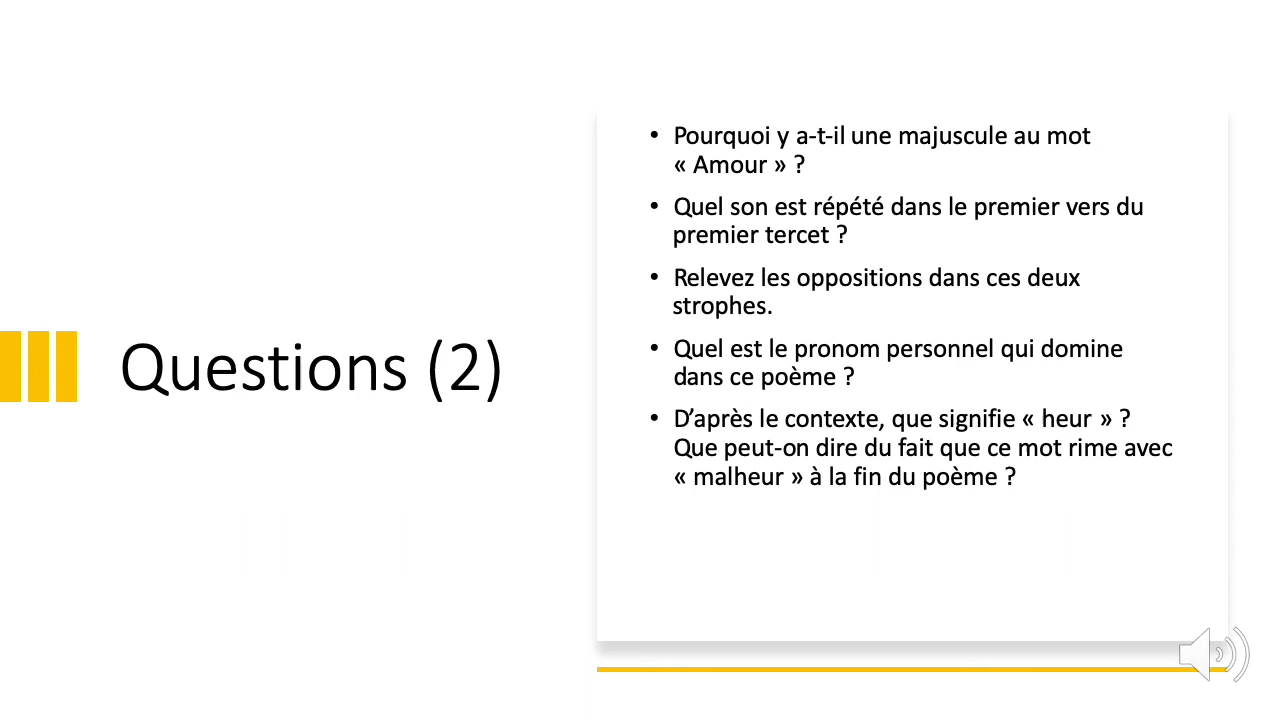 Questions (2)
• Pourquoi y a-t-il une majuscule au mot
« Amour » ?
• Quel son est répété dans le premier vers du
premier tercet ?
• Relevez les oppositions dans ces deux
strophes.
• Quel est le pronom personnel qui domine
dans ce poème ?
• D’après le contexte, que signifie « heur » ?
Que peut-on dire du fait que ce mot rime avec
« malheur » à la fin du poème ?